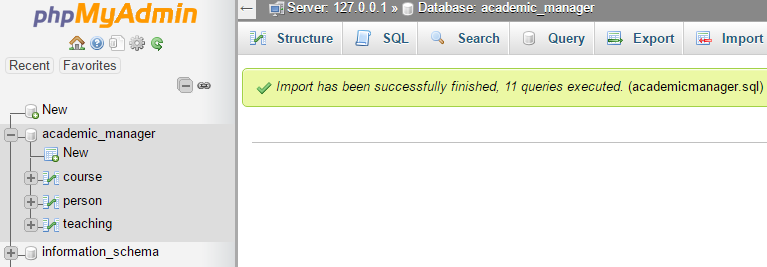 phpMyAdmin
Recent Favorites
New
academic_manager
New
course
person
teaching
information_schema
Server: 127.0.0.1 » Database: academic_manager
Structure SQL Search Query Export Import
Import has been successfully finished, 11 queries executed. (academicmanager.sql)